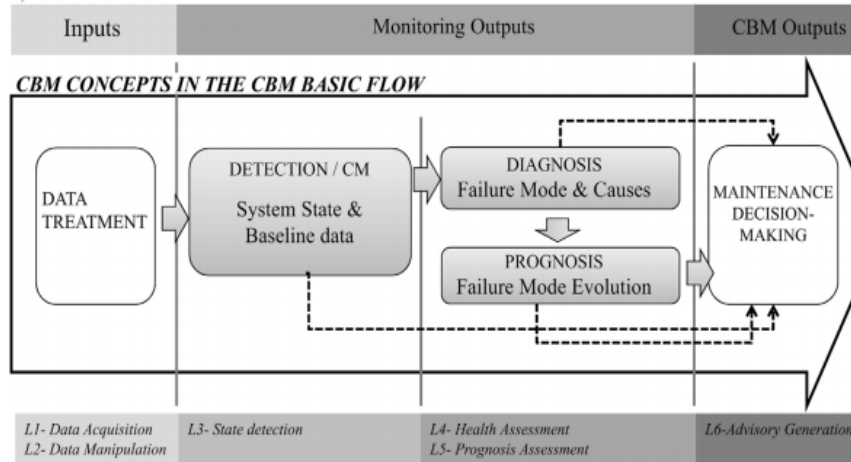 Inputs
Monitoring Outputs
CBM Outputs
CBM CONCEPTS IN THE CBM BASIC FLOW
DATA
TREATMENT
DETECTION / CM
System State &
Baseline data
DIAGNOSIS
Failure Mode & Causes
PROGNOSIS
Failure Mode Evolution
MAINTENANCE
DECISION-
MAKING
L1- Data Acquisition
L2- Data Manipulation
L3- State detection
L4- Health Assessment
L5- Prognosis Assessment
L6-Advisory Generation